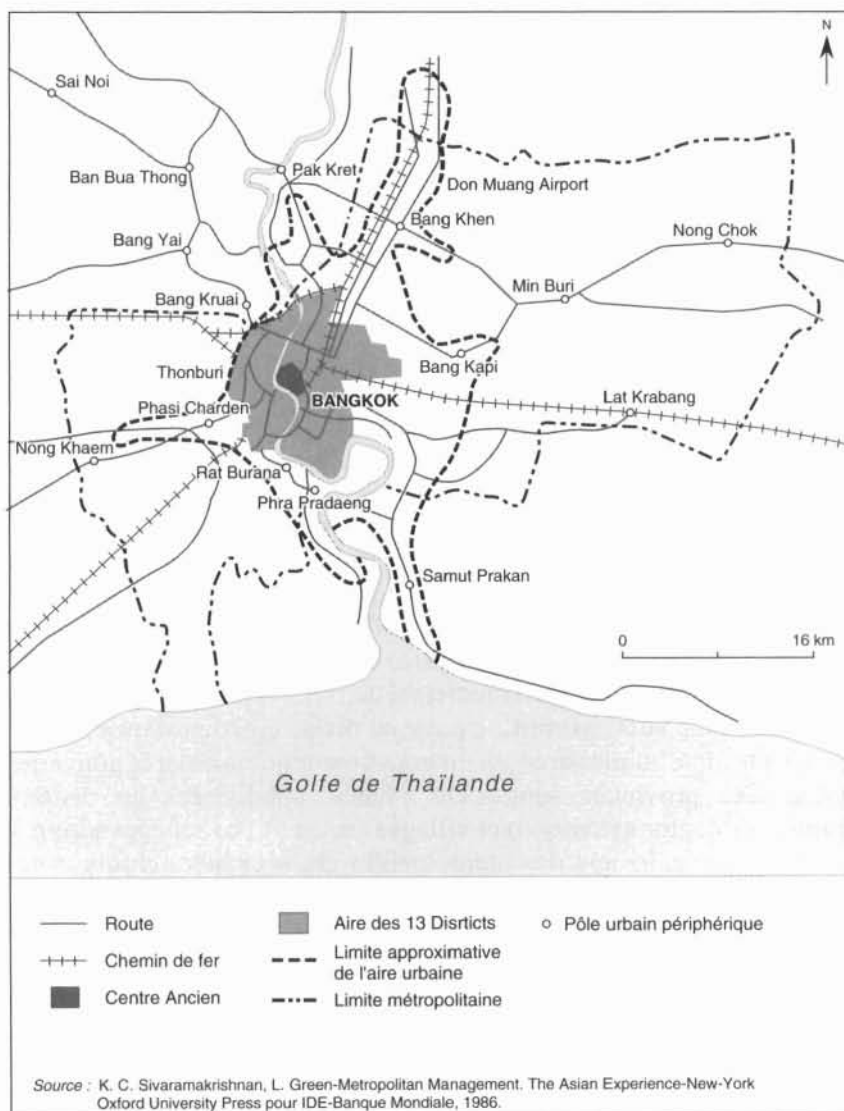 N
Sai Noi
Ban Bua Thong
Pak Kret
Don Muang Airport
Bang Khen
Nong Chok
Bang Yai
Min Buri
Bang Kruai
Bang Kapi
Thonburi
Lat Krabang
Phasi Charden
BANGKOK
Nong Khaem
Rat Burana
Phra Pradaeng
Samut Prakan
0 16 km
Golfe de Thaïlande
Route
Aire des 13 Disrticts
Pôle urbain périphérique
Chemin de fer
Limite approximative
de l'aire urbaine
Centre Ancien
Limite métropolitaine
Source : K. C. Sivaramakrishnan, L. Green-Metropolitan Management. The Asian Experience-New-York
Oxford University Press pour IDE-Banque Mondiale, 1986.